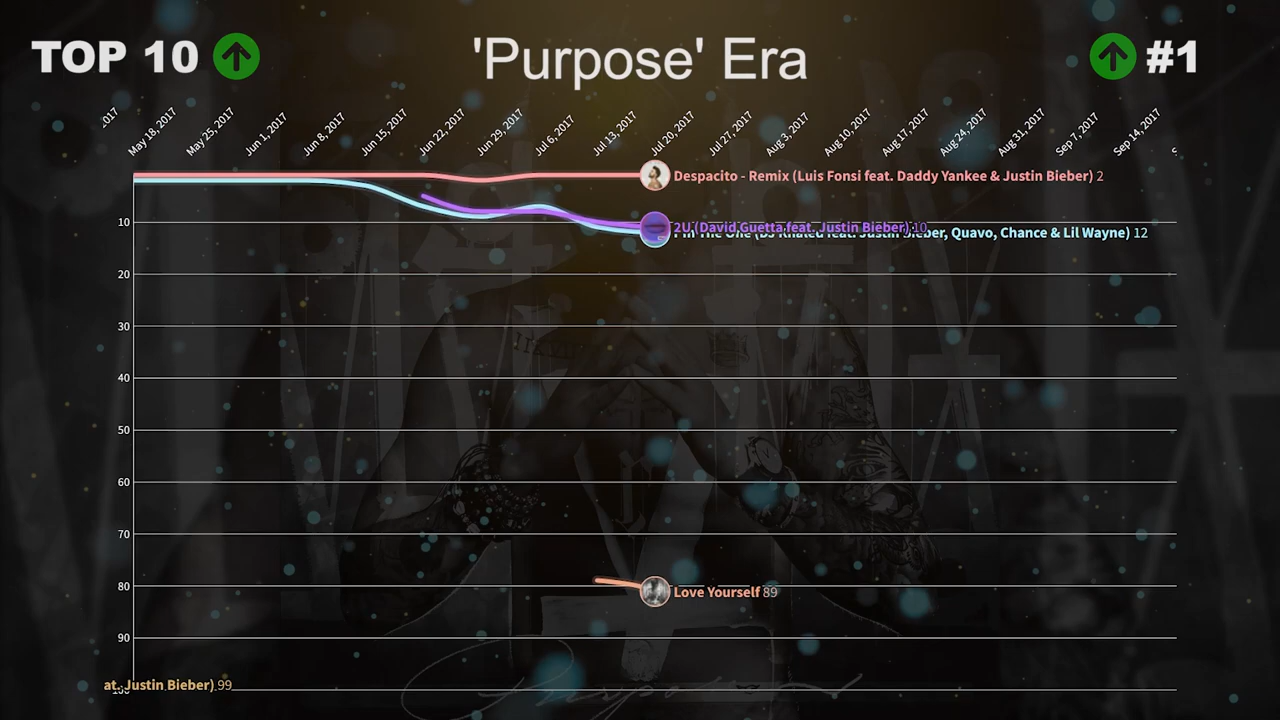 TOP 10
'Purpose' Era
#1
2017
May 18, 2017
May 25, 2017
Jun 1, 2017
Jun 8, 2017
Jun 15, 2017
Jun 22, 2017
Jun 29, 2017
Jul 6, 2017
Jul 13, 2017
Jul 20, 2017
Jul 27, 2017
Aug 3, 2017
Aug 10, 2017
Aug 17, 2017
Aug 24, 2017
Aug 31, 2017
Sep 7, 2017
Sep 14, 2017
Despacito - Remix (Luis Fonsi feat. Daddy Yankee & Justin Bieber) 2
10
2U (David Guetta feat. Justin Bieber) 10
I'm The One (DJ Khaled feat. Justin Bieber, Quavo, Chance & Lil Wayne) 12
20
30
40
50
60
70
80
Love Yourself 89
90
at. Justin Bieber) 99
100
Purpose